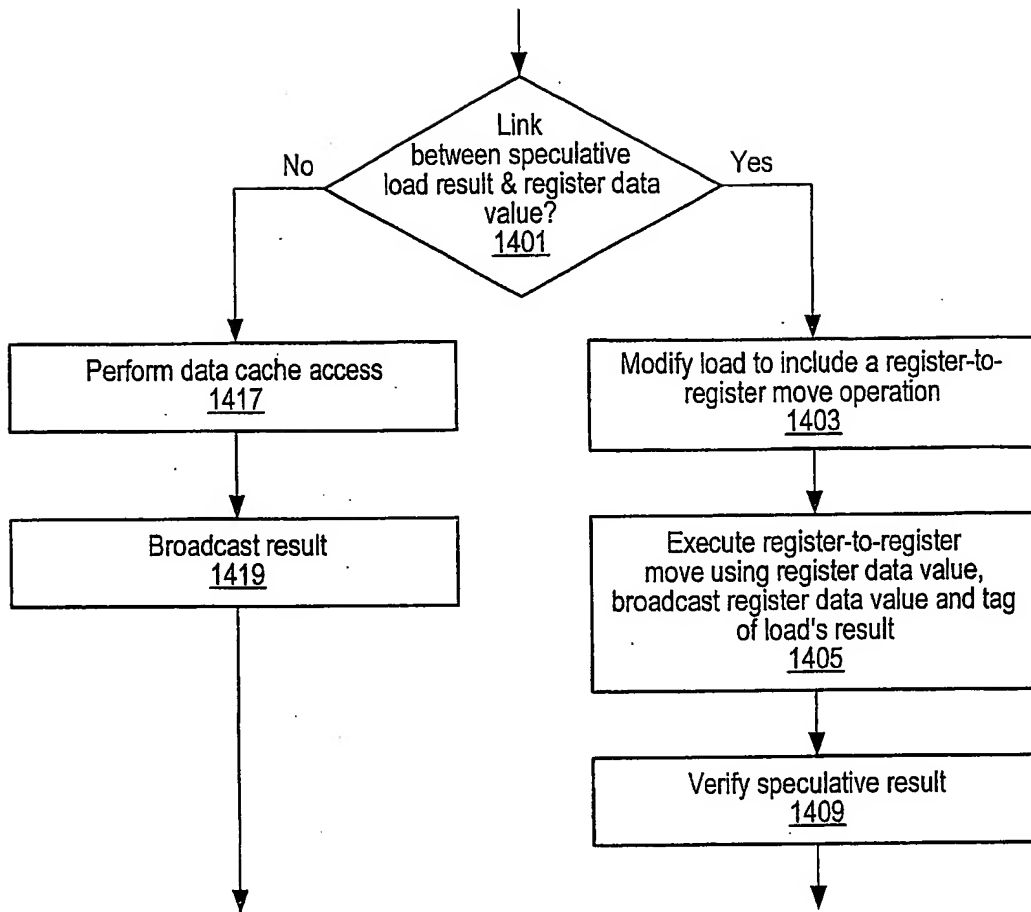 Link
between speculative
load result & register data
value?
1401
No
Yes
Perform data cache access
1417
Broadcast result
1419
Modify load to include a register-to-
register move operation
1403
Execute register-to-register
move using register data value,
broadcast register data value and tag
of load's result
1405
Verify speculative result
1409